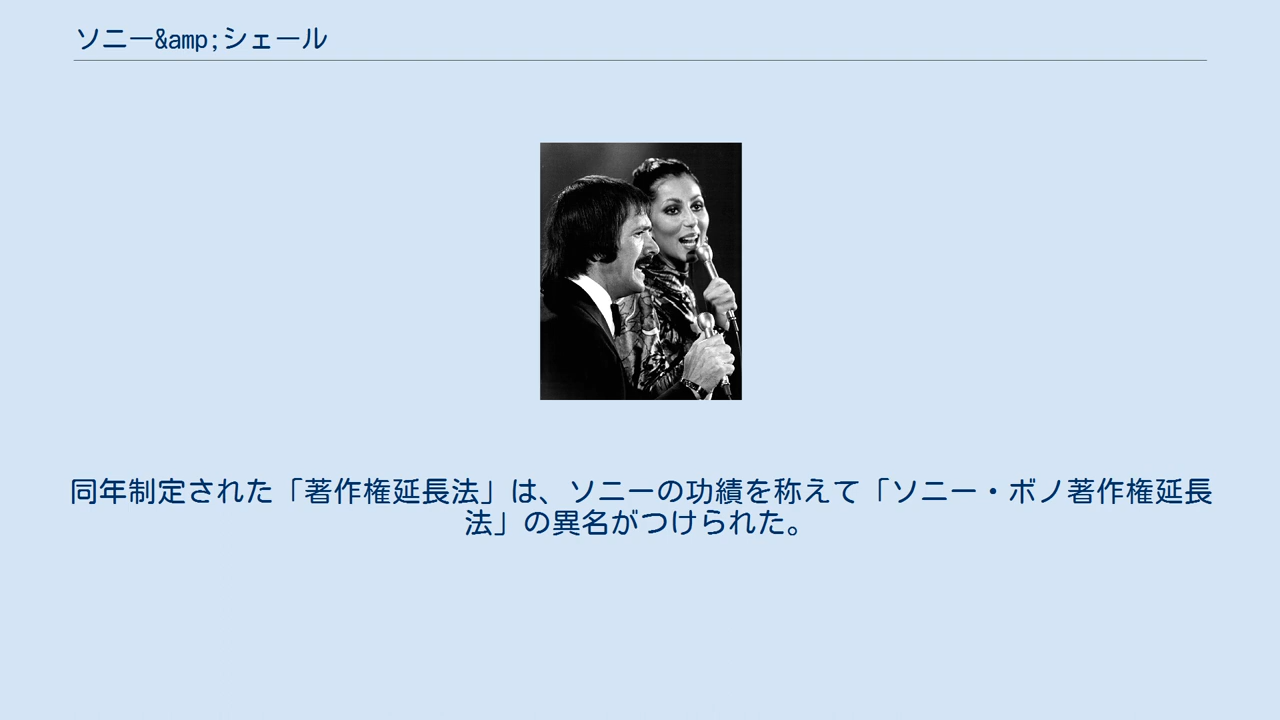 ソニー&amp;シェール
同年制定された「著作権延長法」は、ソニーの功績を称えて「ソニー・ボノ著作権延長
法」の異名がつけられた。